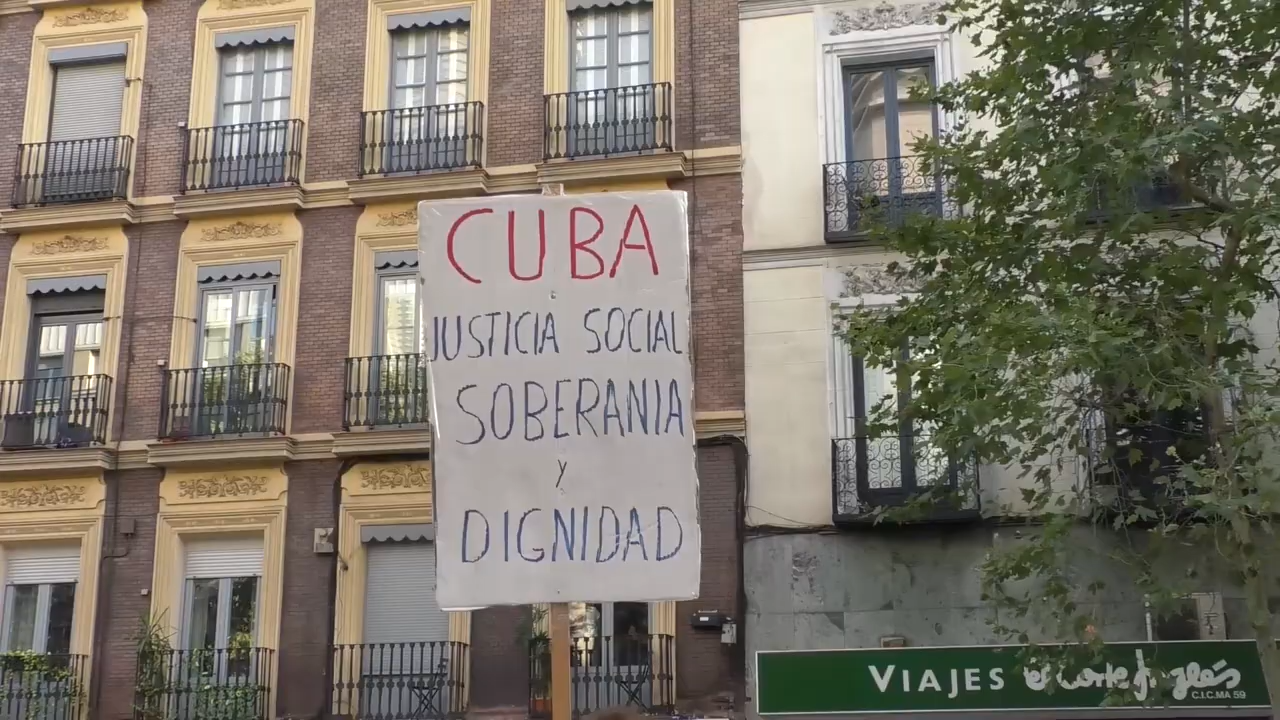 CUBA
JUSTICIA SOCIAL
SOBERANIA
Y
DIGNIDAD
VIAJES el corte inglés
C.I.C.MA 59